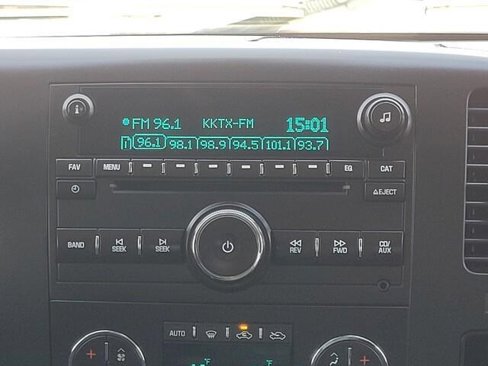 FM 96.1 KKTX-FM 15:01
1 96.1 98.1 98.9 94.5 101.1 93.7
FAV MENU EQ CAT
EJECT
BAND SEEK SEEK REV FWD CD/
AUX
AUTO
°F °F